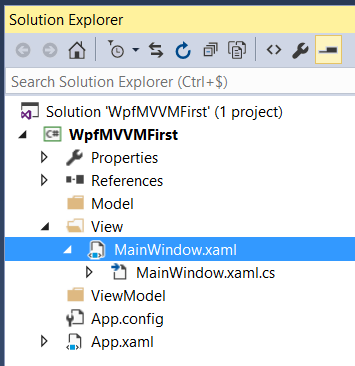 Solution Explorer
Search Solution Explorer (Ctrl+$)
Solution 'WpfMVVMFirst' (1 project)
C# WpfMVVMFirst
Properties
References
Model
View
MainWindow.xaml
MainWindow.xaml.cs
ViewModel
App.config
App.xaml